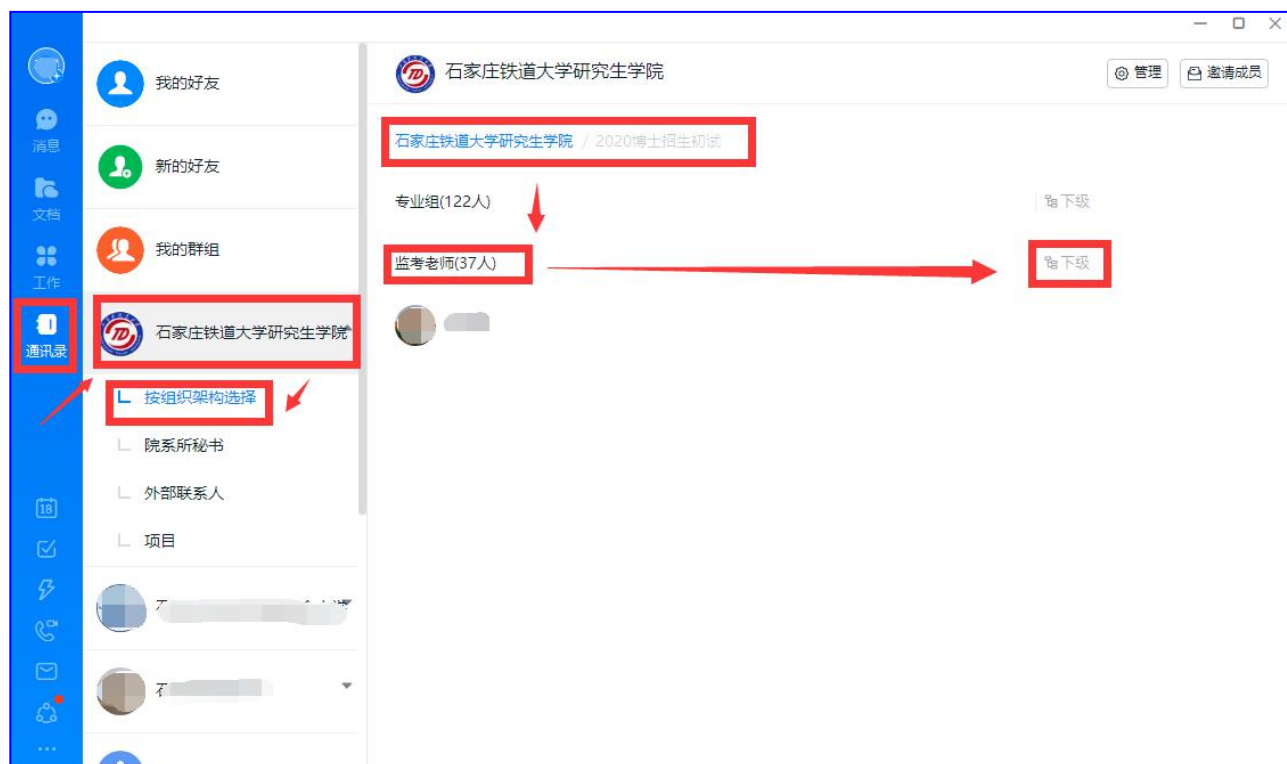 消息
文档
工作
通讯录
18
我的好友
新的好友
我的群组
石家庄铁道大学研究生学院
按组织架构选择
院系所秘书
外部联系人
项目
石家庄铁道大学研究生学院
管理
邀请成员
石家庄铁道大学研究生学院 / 2020博士招生初试
专业组(122人)
下级
监考老师(37人)
下级